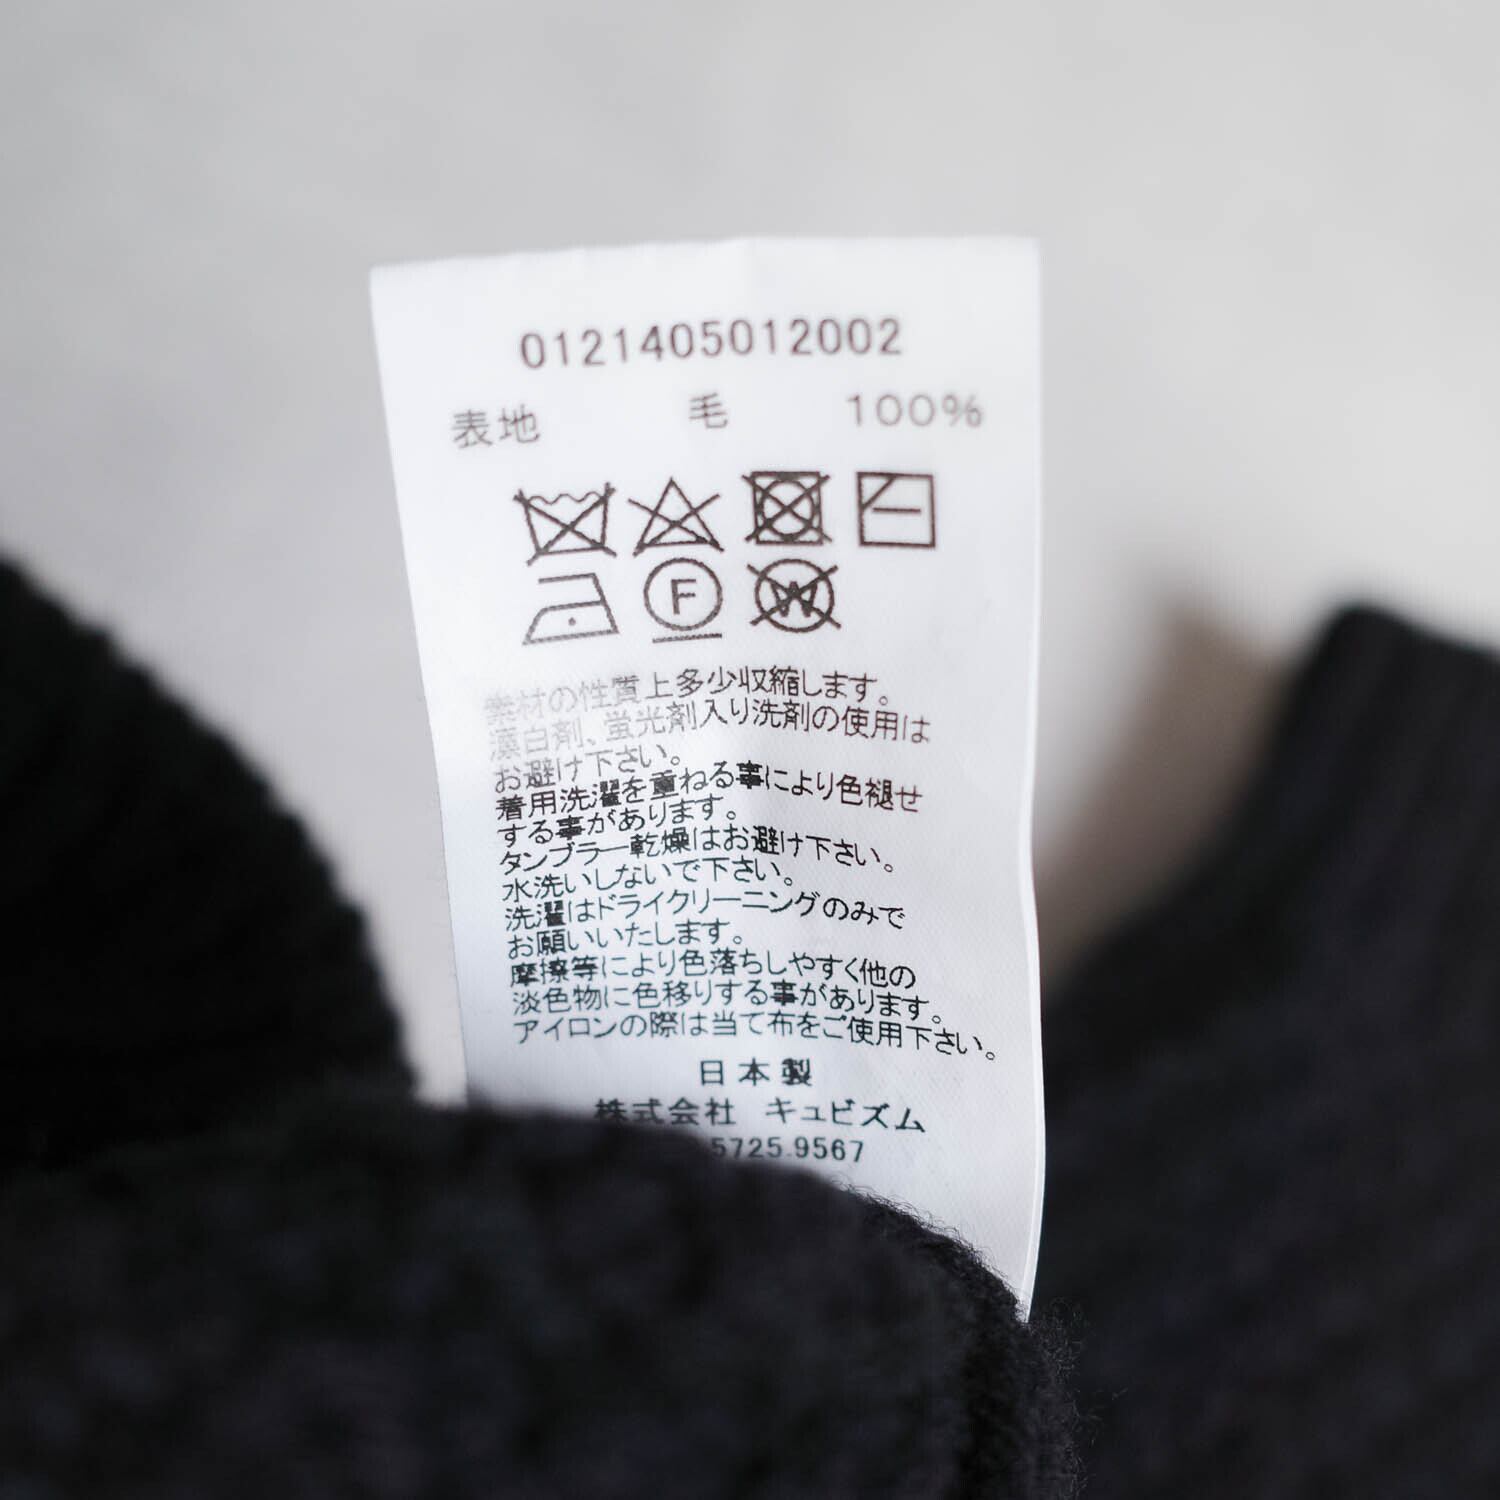 0121405012002
表地 毛 100%
F W
素材の性質上多少収縮します。
漂白剤、蛍光剤入り洗剤の使用は
お避け下さい。
着用洗濯を重ねる事により色褪せ
する事があります。
タンブラー乾燥はお避け下さい。
水洗いしないで下さい。
洗濯はドライクリーニングのみで
お願いいたします。
摩擦等により色落ちしやすく他の
淡色物に色移りする事があります。
アイロンの際は当て布をご使用下さい。
日本製
株式会社 キュビズム
5725.9567